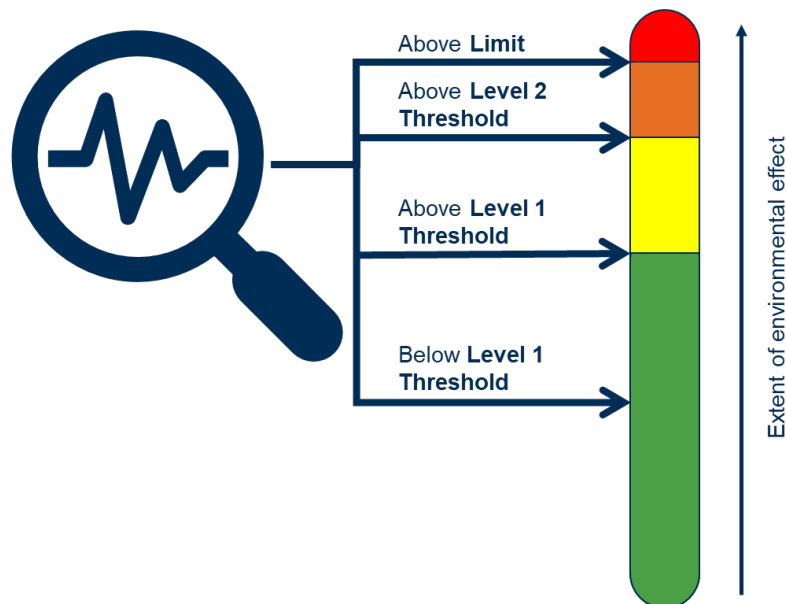 Above Limit
Above Level 2
Threshold
Above Level 1
Threshold
Below Level 1
Threshold
Extent of environmental effect